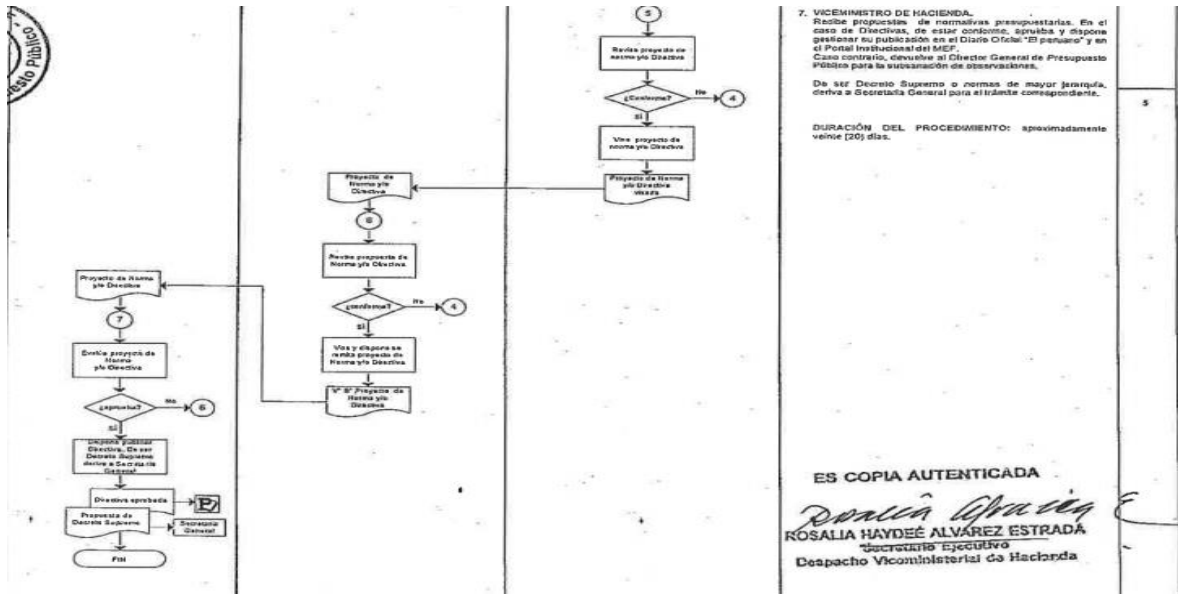 esto Público
5
Revisa proyecto de
norma y/o Directiva
¿Conforme?
No
4
SÍ
Visa proyecto de
norma y/o Directiva
Proyecto de Norma
y/o Directiva
visada
Proyecto de
Norma y/o
Directiva
6
Revisa propuesta de
Norma y/o Directiva
¿conforme?
No
4
SÍ
Visa y dispone se
remita proyecto de
Norma y/o Directiva
V° B° Proyecto de
Norma y/o
Directiva
Proyecto de Norma
y/o Directiva
7
Evalúa proyecto de
Norma
y/o Directiva
¿aprueba?
No
6
SÍ
Dispone publicar
Directiva. De ser
Decreto Supremo
deriva a Secretaría
General
Directiva aprobada
P
Propuesta de
Decreto Supremo
Secretaría
General
FIN
7. VICEMINISTRO DE HACIENDA.
Recibe propuestas de normativas presupuestarias. En el
caso de Directivas, de estar conforme, aprueba y dispone
gestionar su publicación en el Diario Oficial "El peruano" y en
el Portal Institucional del MEF.
Caso contrario, devuelve al Director General de Presupuesto
Público para la subsanación de observaciones.
De ser Decreto Supremo o normas de mayor jerarquía,
deriva a Secretaría General para el trámite correspondiente.
5
DURACIÓN DEL PROCEDIMIENTO: aproximadamente
veinte (20) días.
ES COPIA AUTENTICADA
ROSALIA HAYDEÉ ALVAREZ ESTRADA
Secretario Ejecutivo
Despacho Viceministerial de Hacienda